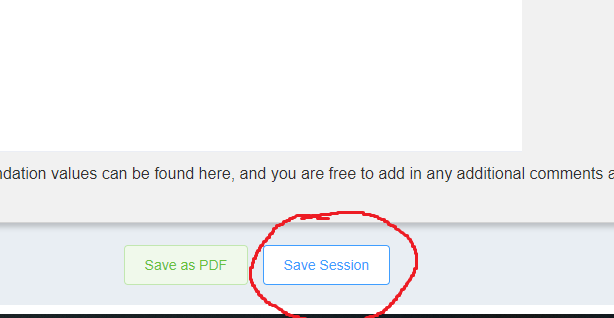 values can be found here, and you are free to add in any additional comments
Save as PDF
Save Session